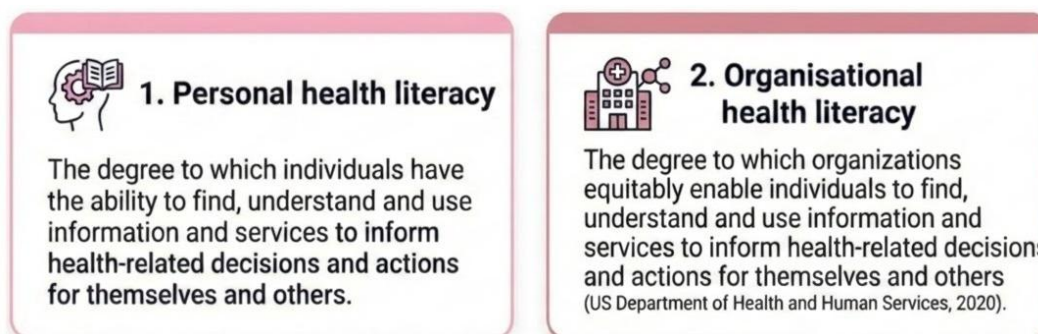 1. Personal health literacy
The degree to which individuals have
the ability to find, understand and use
information and services to inform
health-related decisions and actions
for themselves and others.
2. Organisational
health literacy
The degree to which organizations
equitably enable individuals to find,
understand and use information and
services to inform health-related decisions
and actions for themselves and others
(US Department of Health and Human Services, 2020).